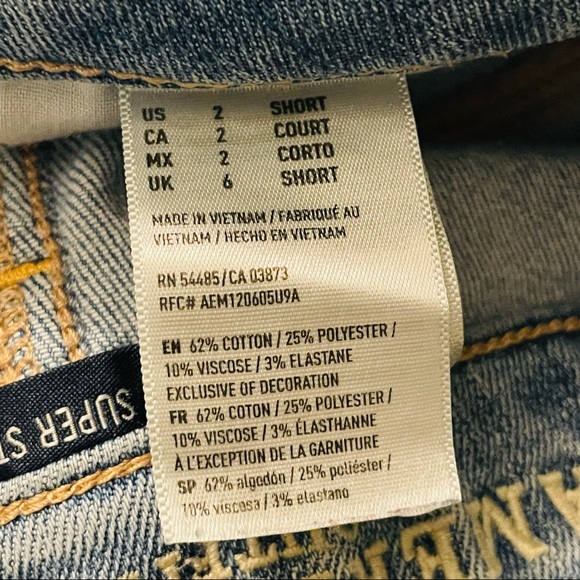 US 2 SHORT
CA 2 COURT
MX 2 CORTO
UK 6 SHORT
MADE IN VIETNAM / FABRIQUÉ AU
VIETNAM / HECHO EN VIETNAM
RN 54485/CA 03873
RFC# AEM120605U9A
EN 62% COTTON / 25% POLYESTER /
10% VISCOSE / 3% ELASTANE
EXCLUSIVE OF DECORATION
FR 62% COTON / 25% POLYESTER /
10% VISCOSE / 3% ÉLASTHANNE
À L'EXCEPTION DE LA GARNITURE
SP 62% algodón / 25% poliéster /
10% viscosa / 3% elastano
SUPER
AMER